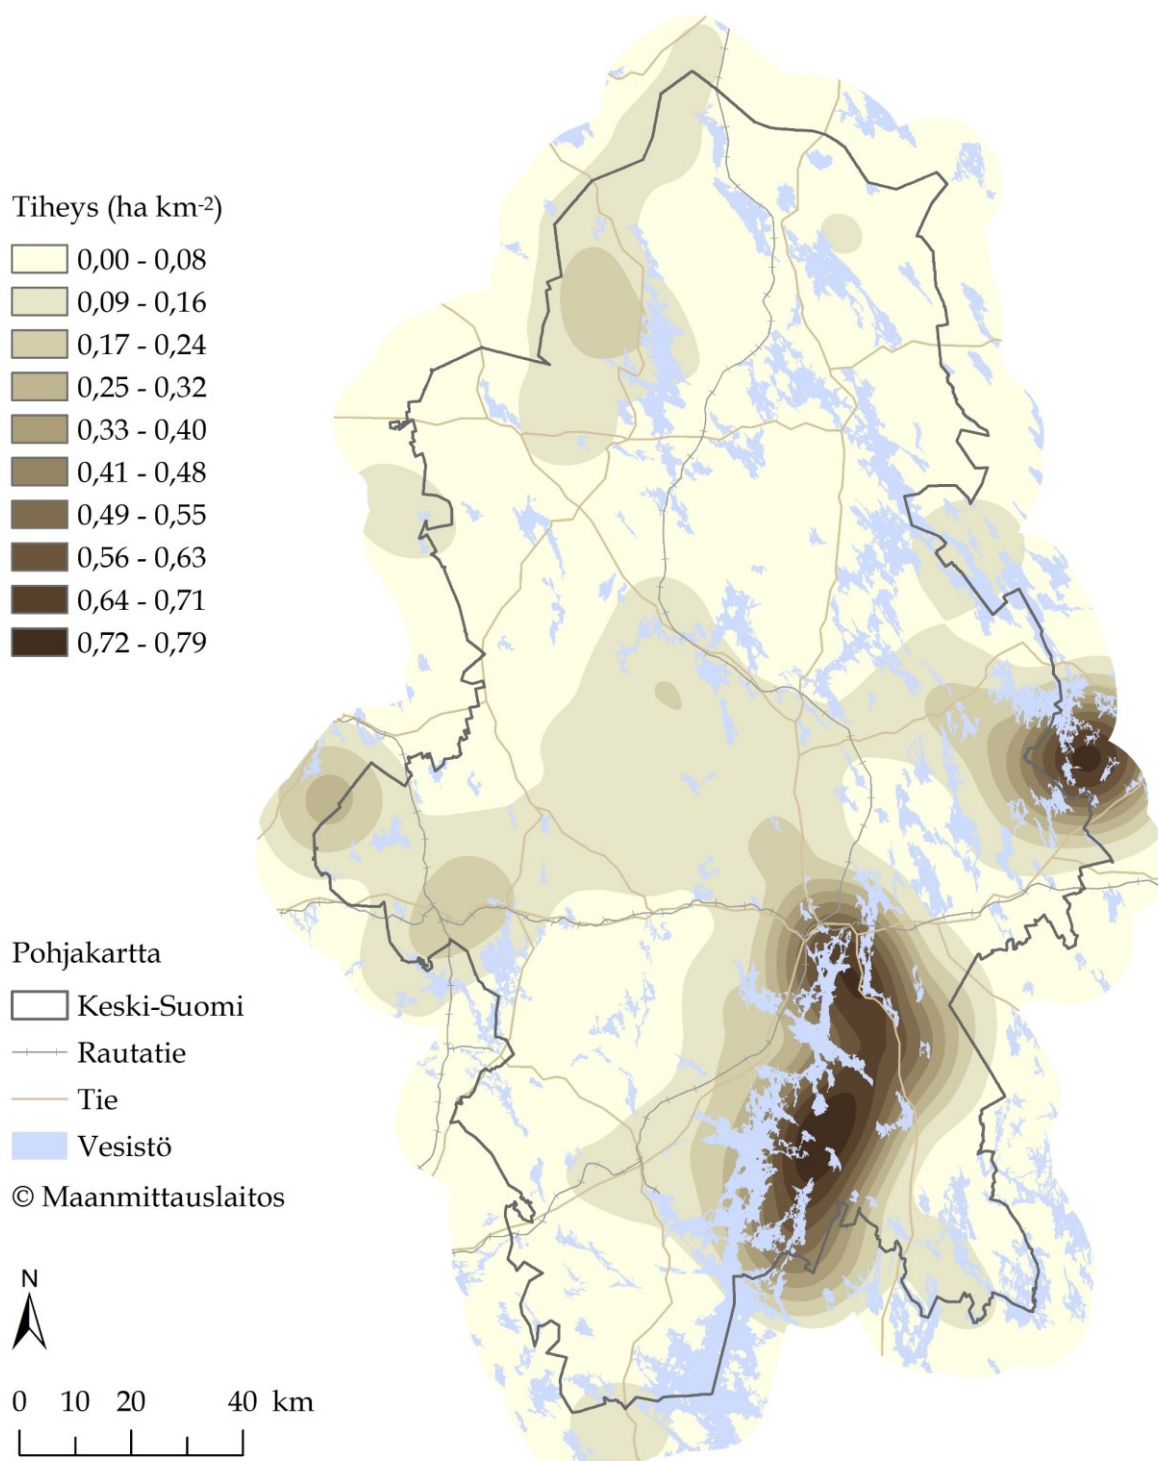 Tiheys (ha km-2)
0,00 - 0,08
0,09 - 0,16
0,17 - 0,24
0,25 - 0,32
0,33 - 0,40
0,41 - 0,48
0,49 - 0,55
0,56 - 0,63
0,64 - 0,71
0,72 - 0,79
Pohjakartta
Keski-Suomi
Rautatie
Tie
Vesistö
© Maanmittauslaitos
N
0 10 20 40 km